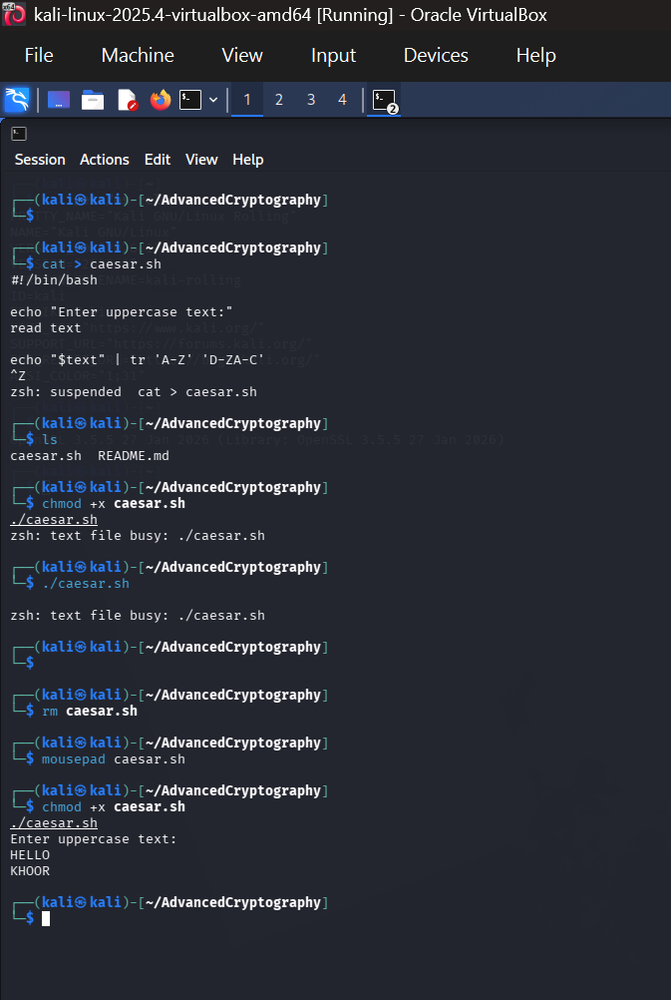 kali-linux-2025.4-virtualbox-amd64 [Running] - Oracle VirtualBox
File Machine View Input Devices Help
1 2 3 4 2
Session Actions Edit View Help
┌──(kali㉿kali)-[~/AdvancedCryptography]
└─$
┌──(kali㉿kali)-[~/AdvancedCryptography]
└─$ cat > caesar.sh
#!/bin/bash
echo "Enter uppercase text:"
read text
echo "$text" | tr 'A-Z' 'D-ZA-C'
^Z
zsh: suspended  cat > caesar.sh
┌──(kali㉿kali)-[~/AdvancedCryptography]
└─$ ls
caesar.sh  README.md
┌──(kali㉿kali)-[~/AdvancedCryptography]
└─$ chmod +x caesar.sh
./caesar.sh
zsh: text file busy: ./caesar.sh
┌──(kali㉿kali)-[~/AdvancedCryptography]
└─$ ./caesar.sh
zsh: text file busy: ./caesar.sh
┌──(kali㉿kali)-[~/AdvancedCryptography]
└─$
┌──(kali㉿kali)-[~/AdvancedCryptography]
└─$ rm caesar.sh
┌──(kali㉿kali)-[~/AdvancedCryptography]
└─$ mousepad caesar.sh
┌──(kali㉿kali)-[~/AdvancedCryptography]
└─$ chmod +x caesar.sh
./caesar.sh
Enter uppercase text:
HELLO
KHOOR
┌──(kali㉿kali)-[~/AdvancedCryptography]
└─$